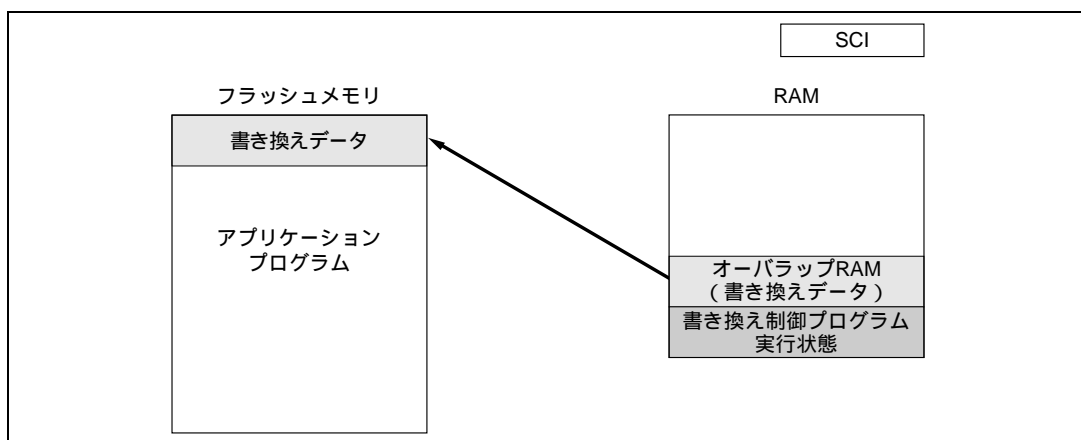 SCI
フラッシュメモリ
RAM
書き換えデータ
アプリケーション
プログラム
オーバラップRAM
(書き換えデータ)
書き換え制御プログラム
実行状態